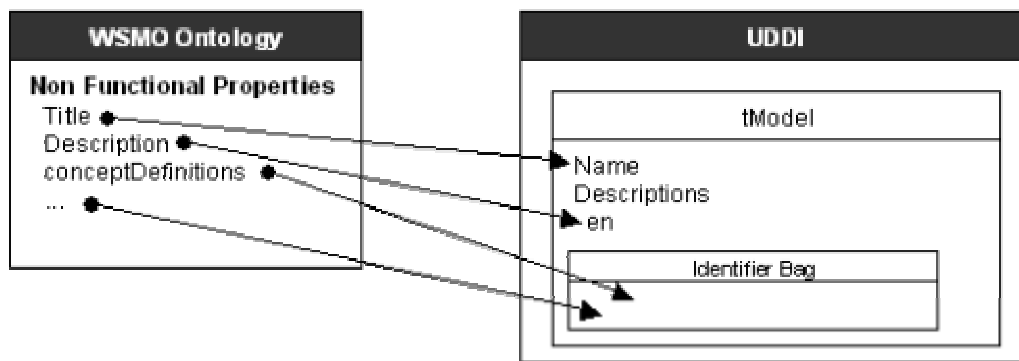 WSMO Ontology
Non Functional Properties
Title
Description
conceptDefinitions
...
UDDI
tModel
Name
Descriptions
en
Identifier Bag